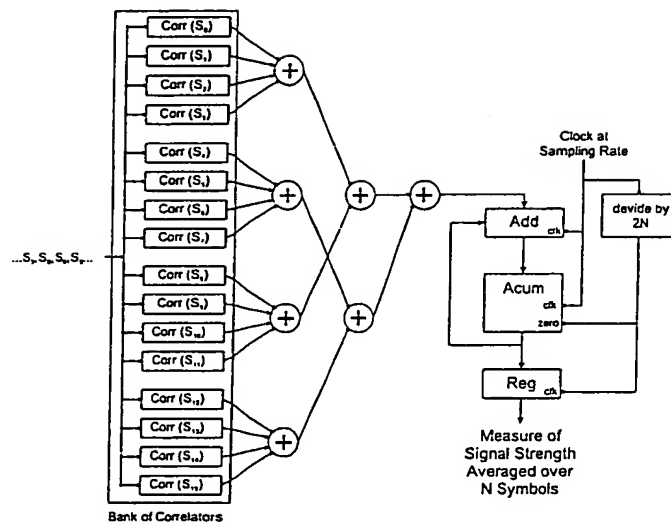 Corr (S₀)
Corr (S₁)
Corr (S₂)
Corr (S₃)
Corr (S₄)
Corr (S₅)
Corr (S₆)
Corr (S₇)
Corr (S₈)
Corr (S₉)
Corr (S₁₀)
Corr (S₁₁)
Corr (S₁₂)
Corr (S₁₃)
Corr (S₁₄)
Corr (S₁₅)
Bank of Correlators
Clock at
Sampling Rate
Add
clk
devide by
2N
Acum
clk
zero
Reg
clk
Measure of
Signal Strength
Averaged over
N Symbols